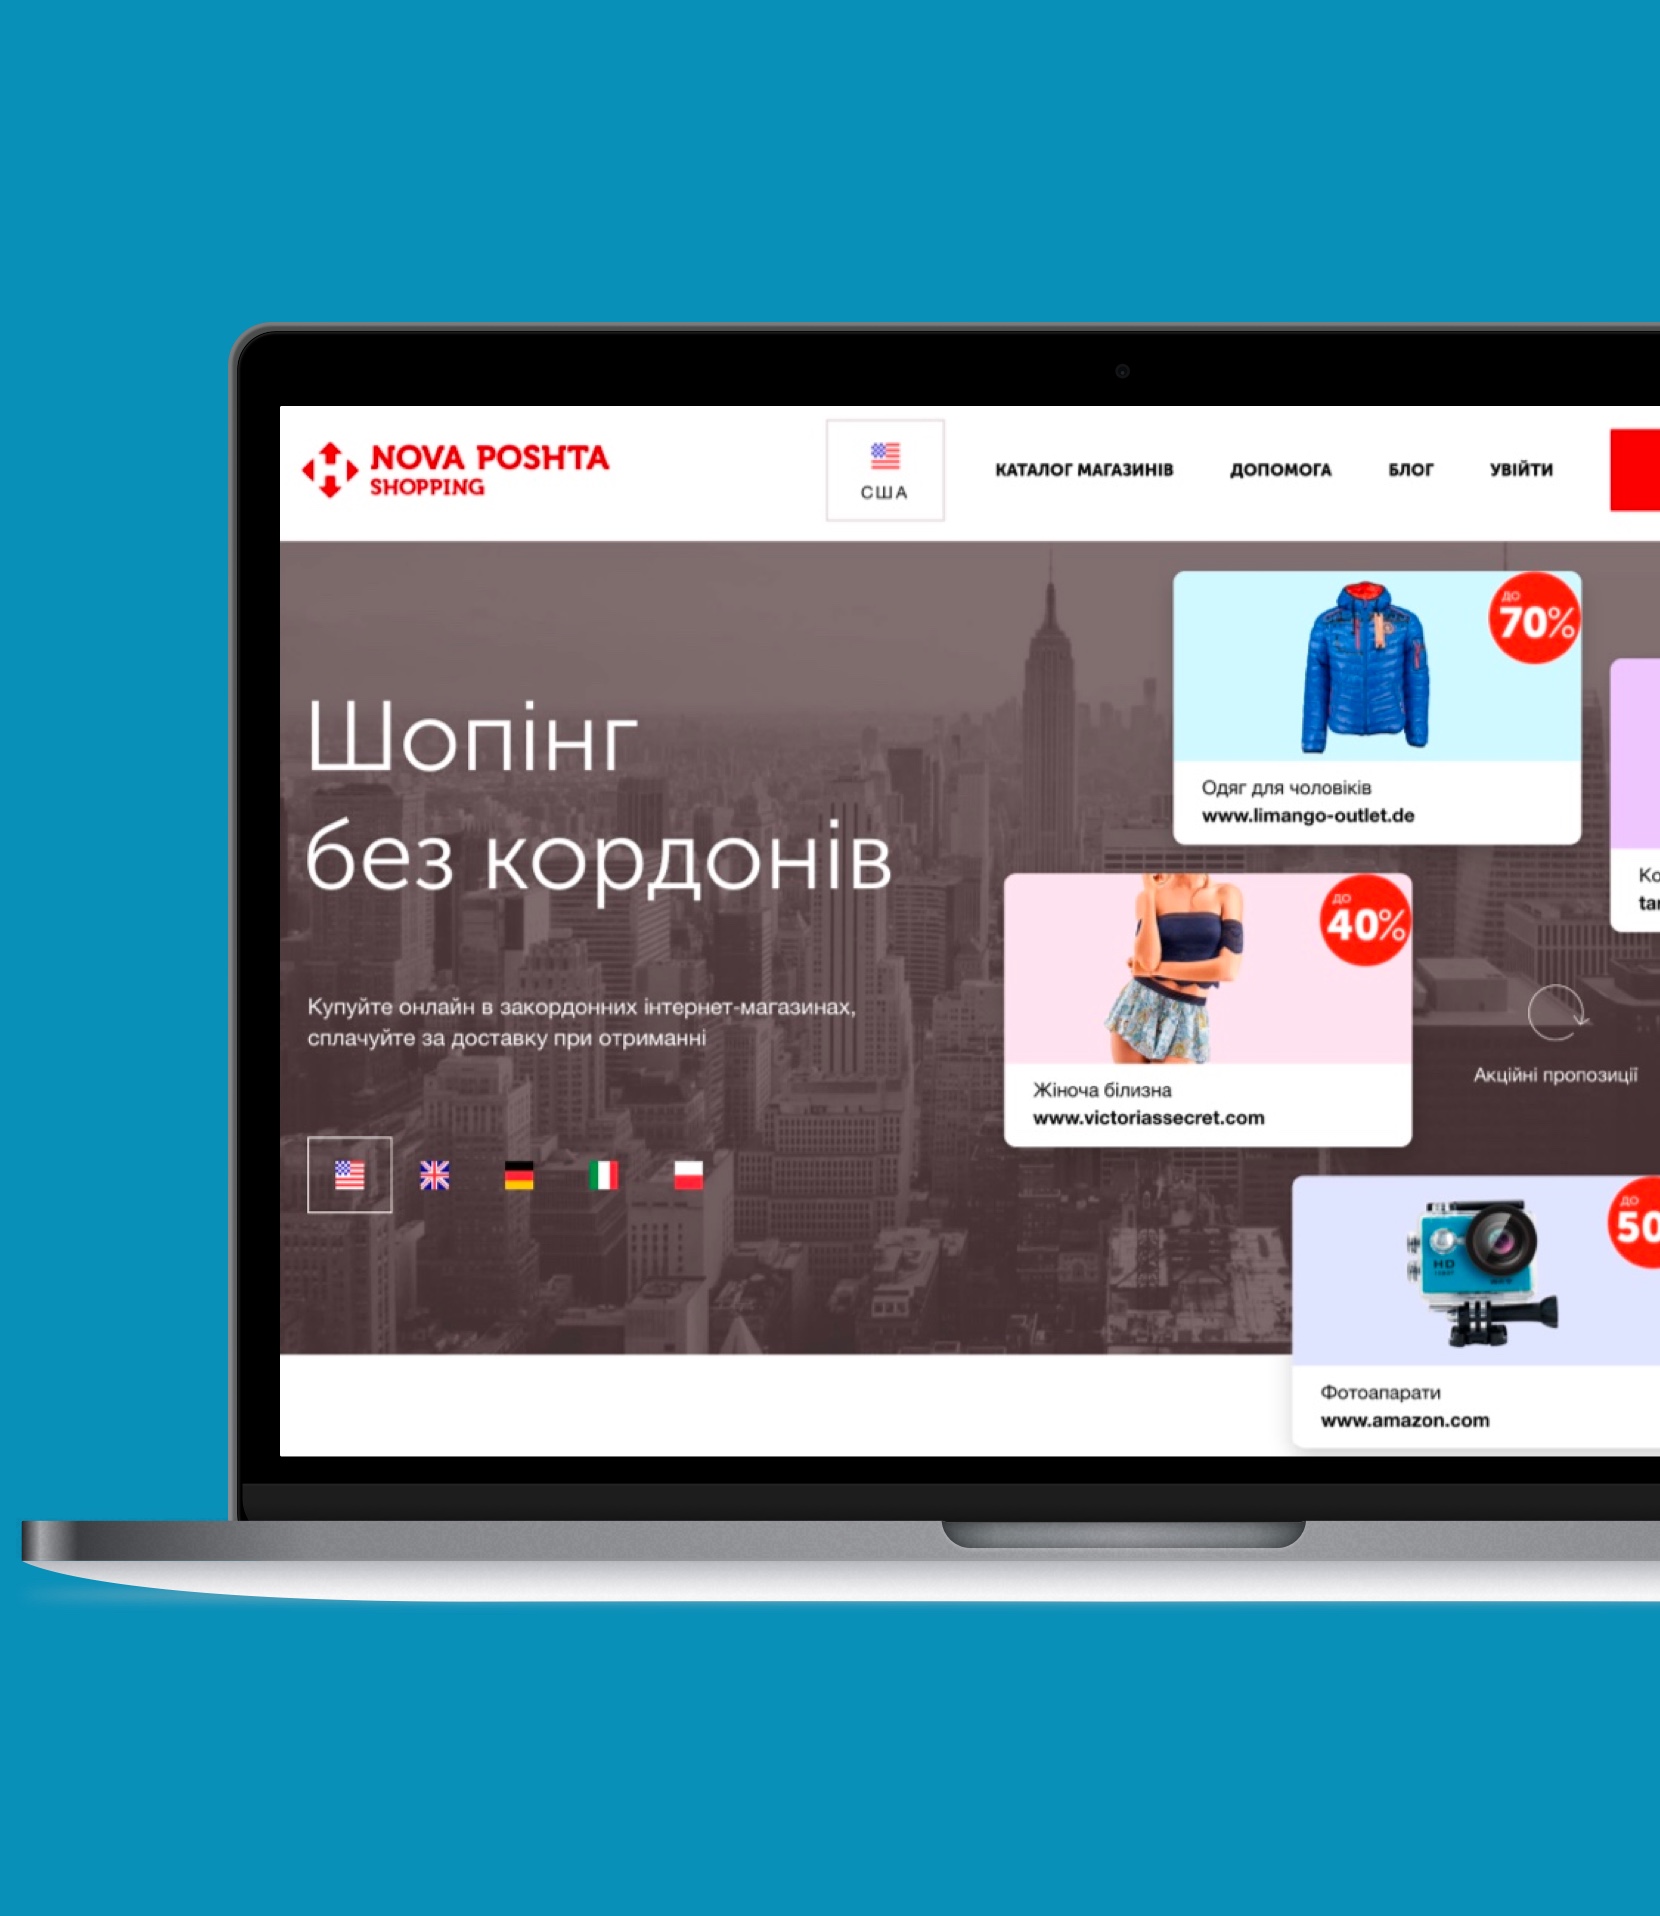 NOVA POSHTA
SHOPPING
США
КАТАЛОГ МАГАЗИНІВ
ДОПОМОГА
БЛОГ
УВІЙТИ
Шопінг
без кордонів
Купуйте онлайн в закордонних інтернет-магазинах,
сплачуйте за доставку при отриманні
до
70%
Одяг для чоловіків
www.limango-outlet.de
до
40%
Жіноча білизна
www.victoriassecret.com
Акційні пропозиції
до
50
HD
Фотоапарати
www.amazon.com